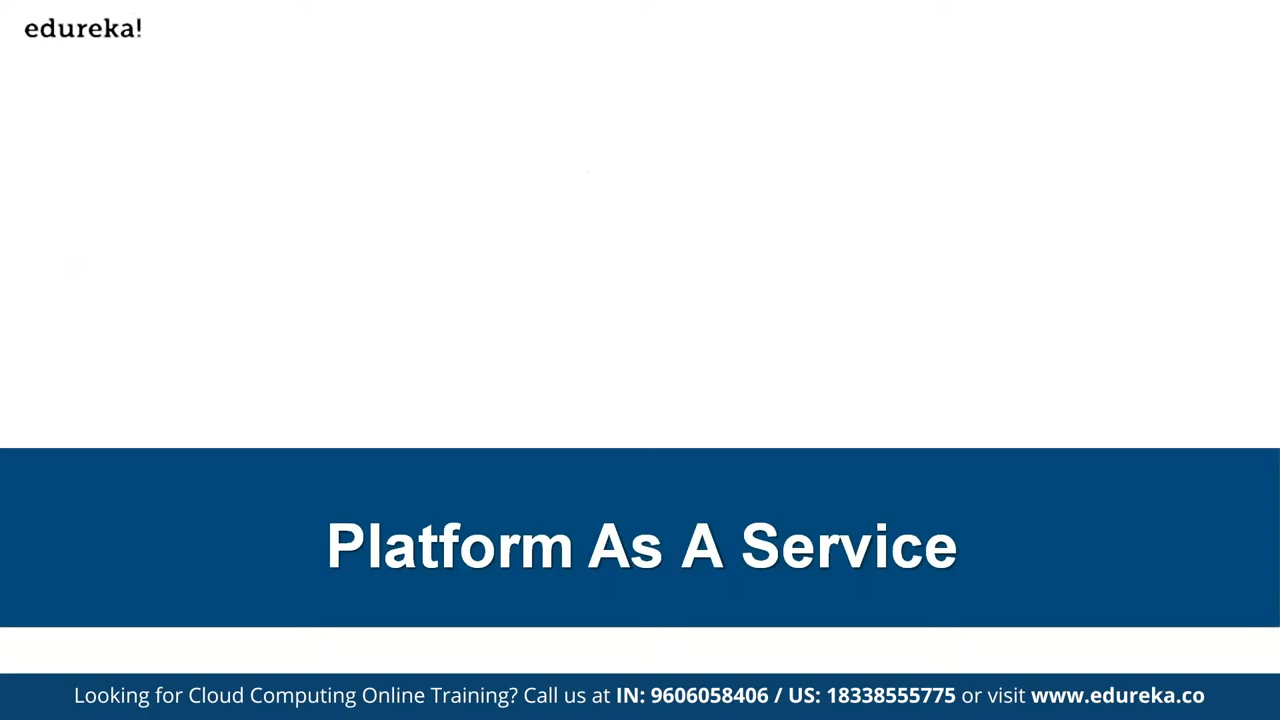 edureka!
Platform As A Service
Looking for Cloud Computing Online Training? Call us at IN: 9606058406 / US: 18338555775 or visit www.edureka.co